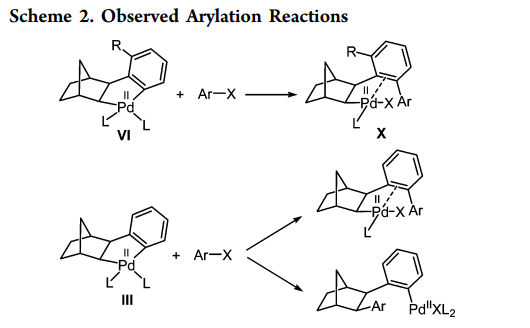 Scheme 2. Observed Arylation Reactions
R
II
Pd
L
L
VI
+ Ar—X
R
II
Pd-X Ar
L
X
II
Pd
L
L
III
+ Ar—X
II
Pd-X Ar
L
Ar PdᴵᴵXL₂